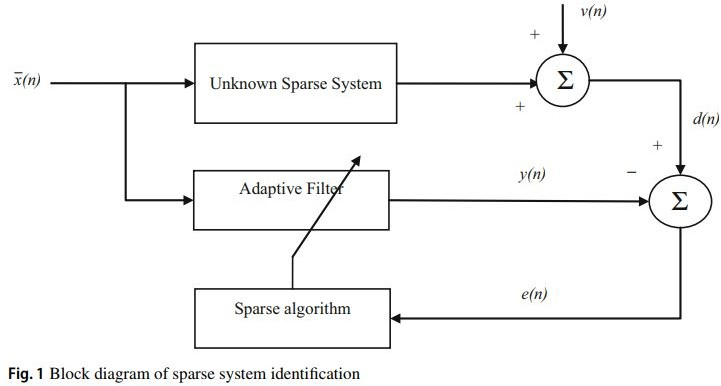 v(n)
+
x̅(n)
Unknown Sparse System
Σ
+
d(n)
+
Adaptive Filter
y(n)
−
Σ
Sparse algorithm
e(n)
Fig. 1 Block diagram of sparse system identification